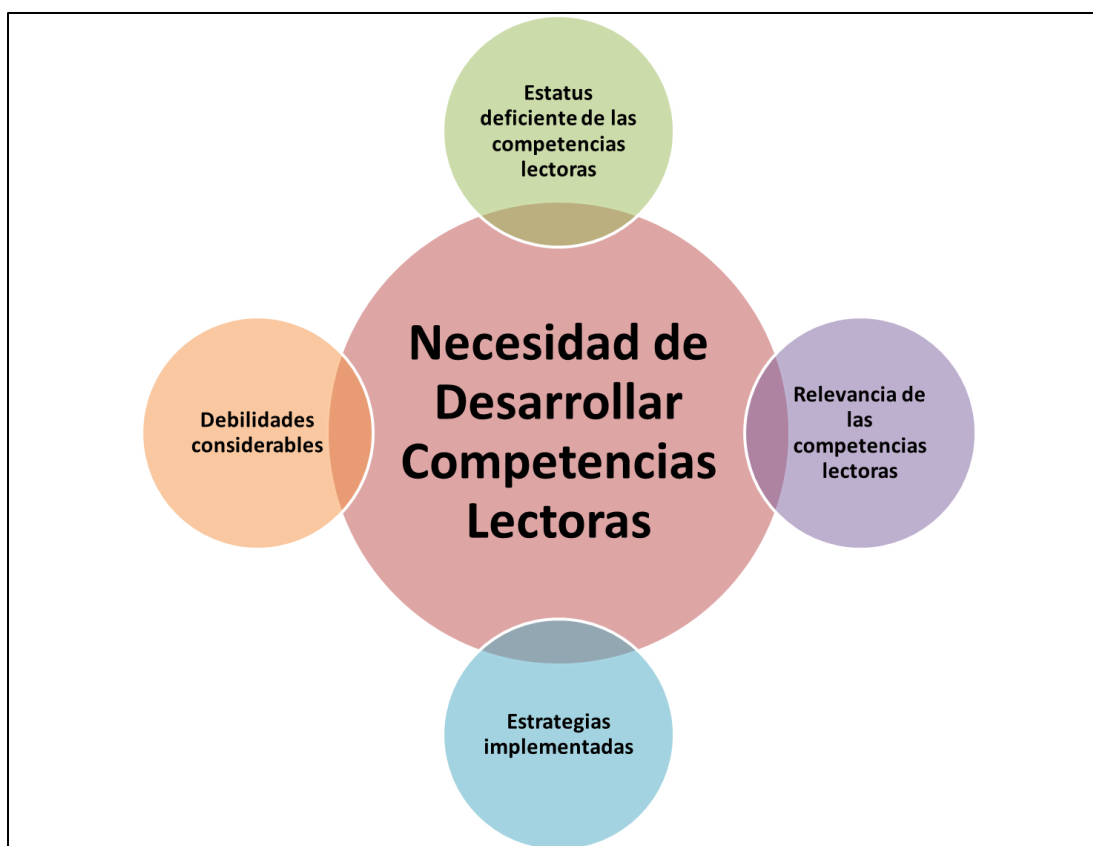 Estatus
deficiente de las
competencias
lectoras
Necesidad de
Desarrollar
Competencias
Lectoras
Debilidades
considerables
Relevancia de
las
competencias
lectoras
Estrategias
implementadas